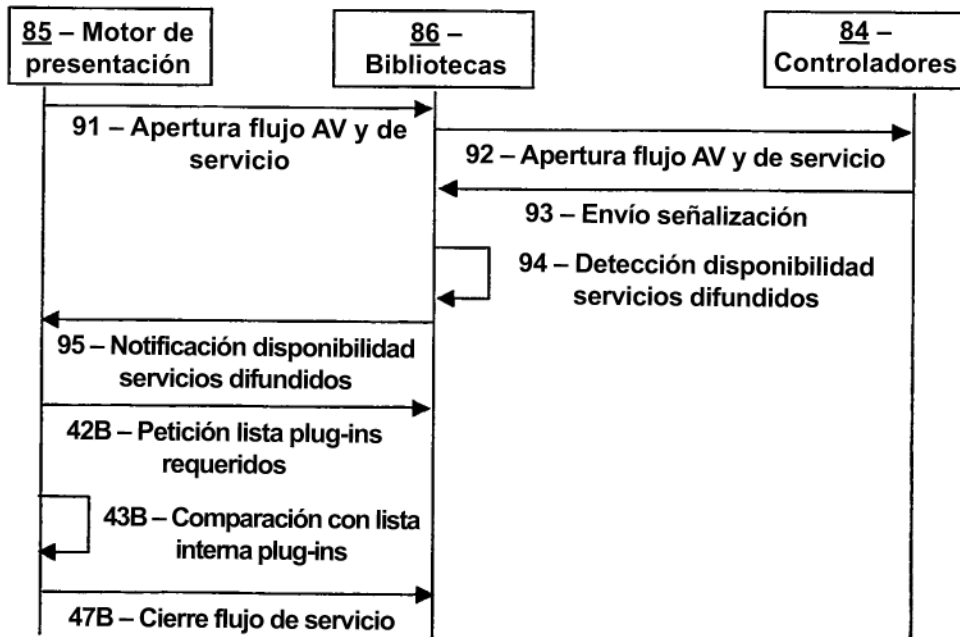 85 – Motor de
presentación
86 –
Bibliotecas
84 –
Controladores
91 – Apertura flujo AV y de
servicio
92 – Apertura flujo AV y de servicio
93 – Envío señalización
94 – Detección disponibilidad
servicios difundidos
95 – Notificación disponibilidad
servicios difundidos
42B – Petición lista plug-ins
requeridos
43B – Comparación con lista
interna plug-ins
47B – Cierre flujo de servicio